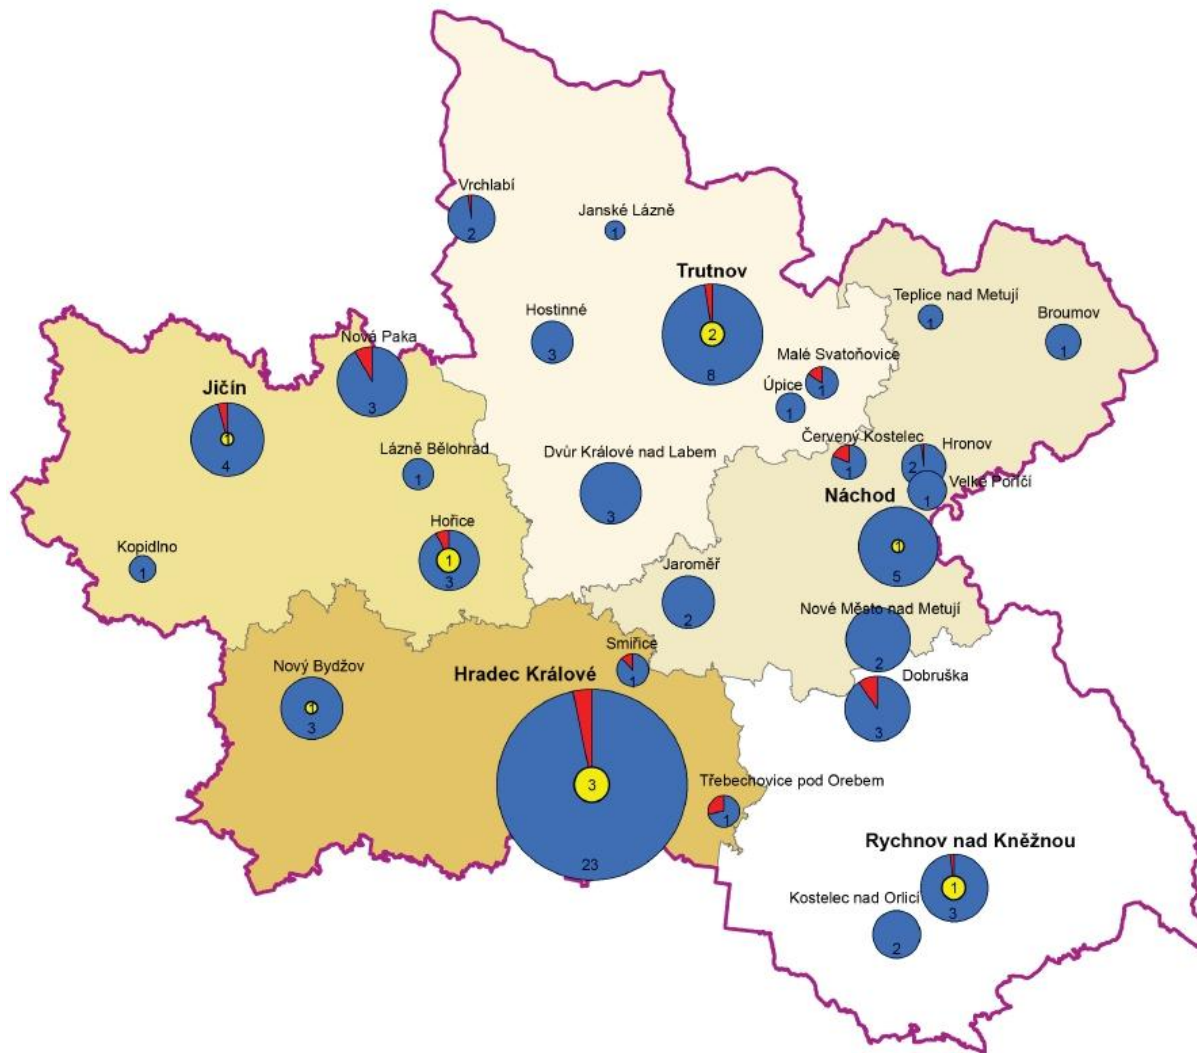 Vrchlabí
2
Janské Lázně
1
Trutnov
2
8
Teplice nad Metují
1
Broumov
1
Hostinné
3
Nová Paka
3
Malé Svatoňovice
1
Úpice
1
Jičín
1
4
Lázně Bělohrad
1
Dvůr Králové nad Labem
3
Červený Kostelec
1
Hronov
2
Velké Poříčí
1
Náchod
1
5
Kopidlno
1
Hořice
1
3
Jaroměř
2
Nové Město nad Metují
2
Smiřice
1
Nový Bydžov
1
3
Hradec Králové
3
23
Dobruška
3
Třebechovice pod Orebem
1
Rychnov nad Kněžnou
1
3
Kostelec nad Orlicí
2